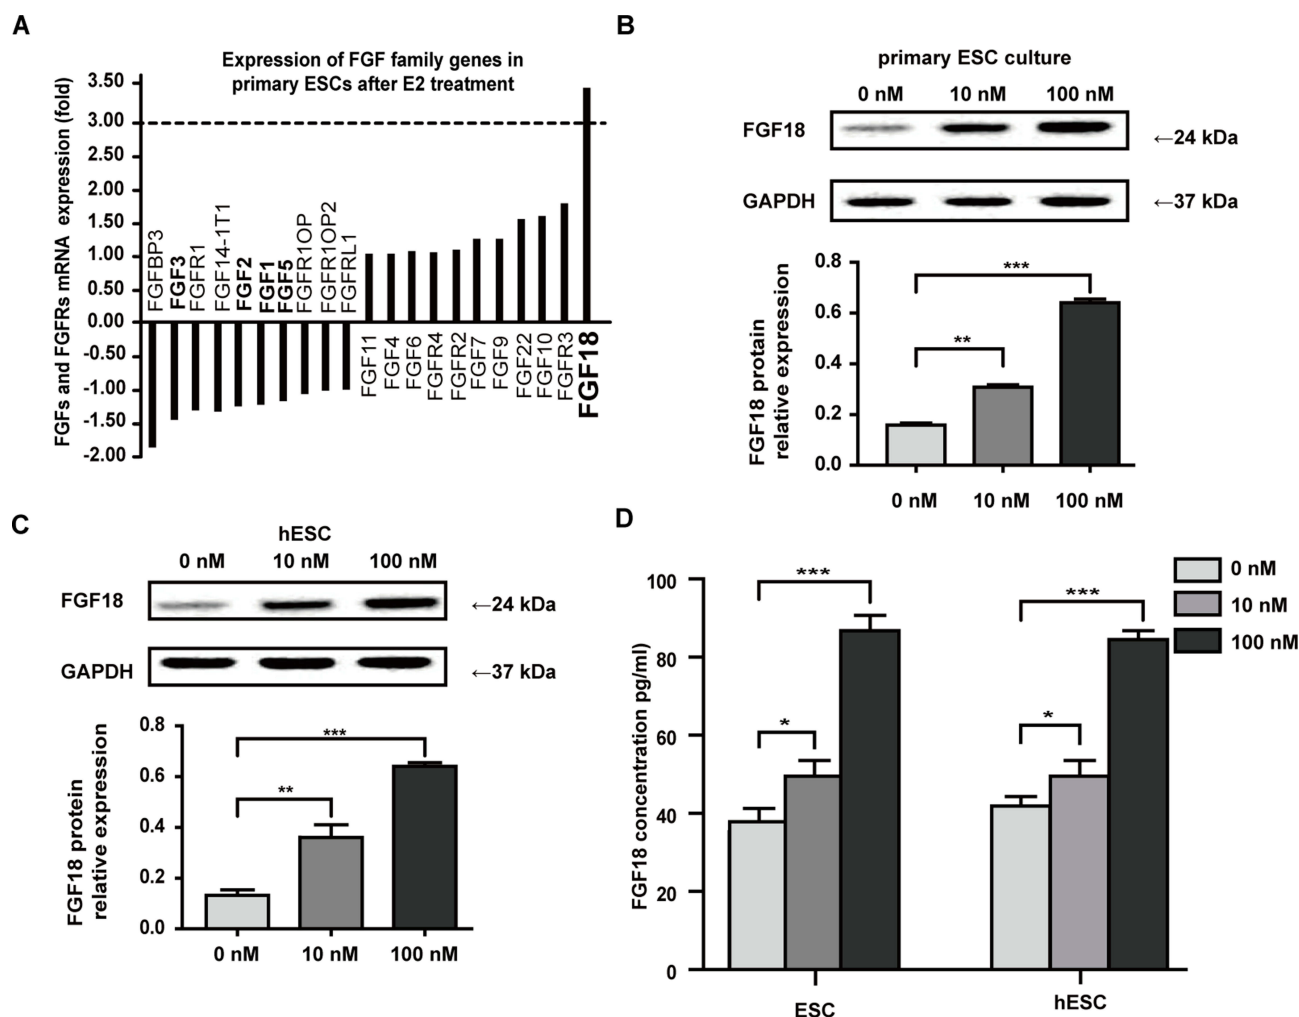 A
Expression of FGF family genes in
primary ESCs after E2 treatment
FGFs and FGFRs mRNA expression (fold)
3.50
3.00
2.50
2.00
1.50
1.00
0.50
0.00
-0.50
-1.00
-1.50
-2.00
FGFBP3
FGF3
FGFR1
FGF14-1T1
FGF2
FGF1
FGF5
FGFR1OP
FGFR1OP2
FGFRL1
FGF11
FGF4
FGF6
FGFR4
FGFR2
FGF7
FGF9
FGF22
FGF10
FGFR3
FGF18
B
primary ESC culture
0 nM 10 nM 100 nM
FGF18 ←24 kDa
GAPDH ←37 kDa
FGF18 protain
relative expression
0.8
0.6
0.4
0.2
0.0
***
**
0 nM 10 nM 100 nM
C
hESC
0 nM 10 nM 100 nM
FGF18 ←24 kDa
GAPDH ←37 kDa
FGF18 protein
relative expression
0.8
0.6
0.4
0.2
0.0
***
**
0 nM 10 nM 100 nM
D
FGF18 concentration pg/ml)
100
80
60
40
20
0
***
*
***
*
ESC hESC
0 nM
10 nM
100 nM